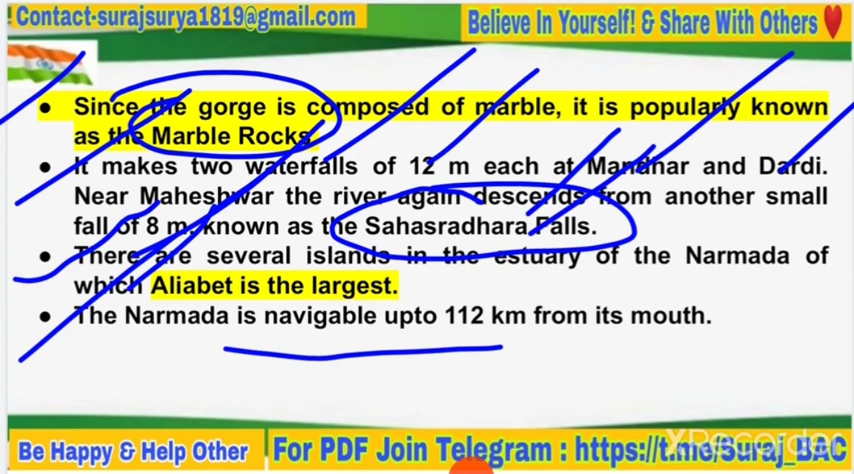 Contact-surajsurya1819@gmail.com
Believe In Yourself! & Share With Others
• Since the gorge is composed of marble, it is popularly known
as the Marble Rocks.
• It makes two waterfalls of 12 m each at Mandhar and Dardi.
Near Maheshwar the river again descends from another small
fall of 8 m, known as the Sahasradhara Falls.
• There are several islands in the estuary of the Narmada of
which Aliabet is the largest.
• The Narmada is navigable upto 112 km from its mouth.
Be Happy & Help Other
For PDF Join Telegram : https://t.me/Suraj_BAC
XRecorder